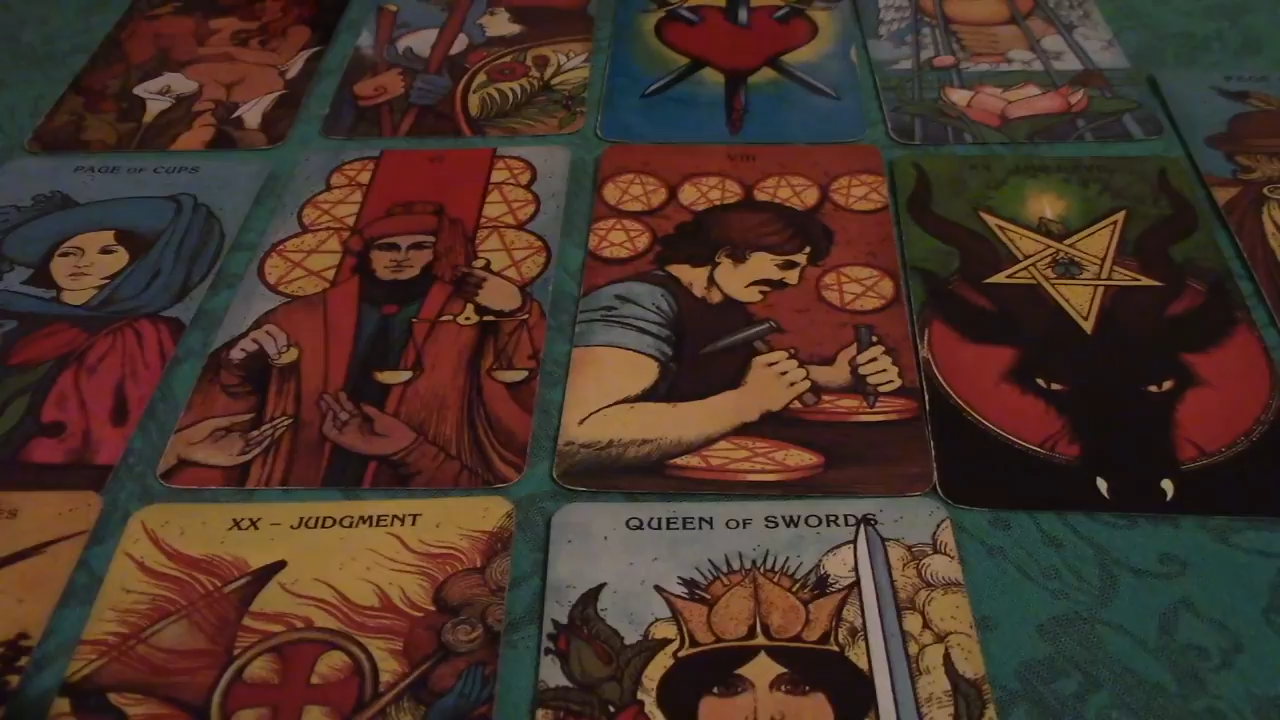 PAGE OF CUPS
VI
VIII
XX – JUDGMENT
QUEEN OF SWORDS